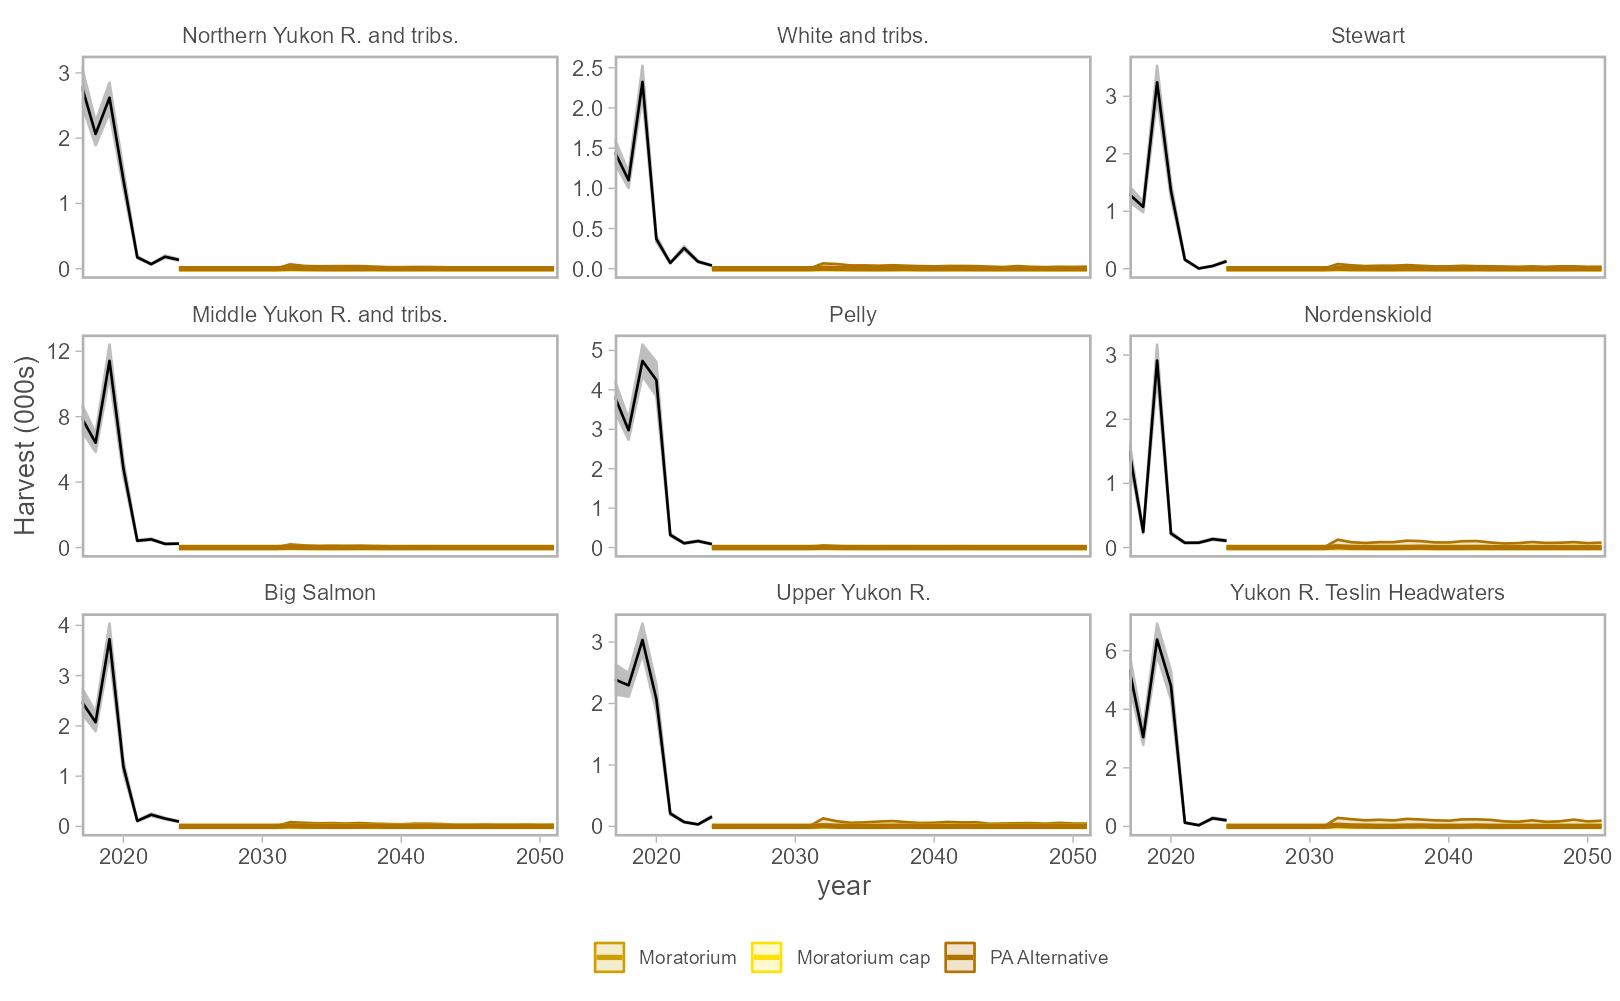 Northern Yukon R. and tribs.
White and tribs.
Stewart
3
2
1
0
2.5
2.0
1.5
1.0
0.5
0.0
3
2
1
0
Middle Yukon R. and tribs.
Pelly
Nordenskiold
12
8
4
0
5
4
3
2
1
0
3
2
1
0
Harvest (000s)
Big Salmon
Upper Yukon R.
Yukon R. Teslin Headwaters
4
3
2
1
0
3
2
1
0
6
4
2
0
2020 2030 2040 2050
2020 2030 2040 2050
2020 2030 2040 2050
year
Moratorium
Moratorium cap
PA Alternative